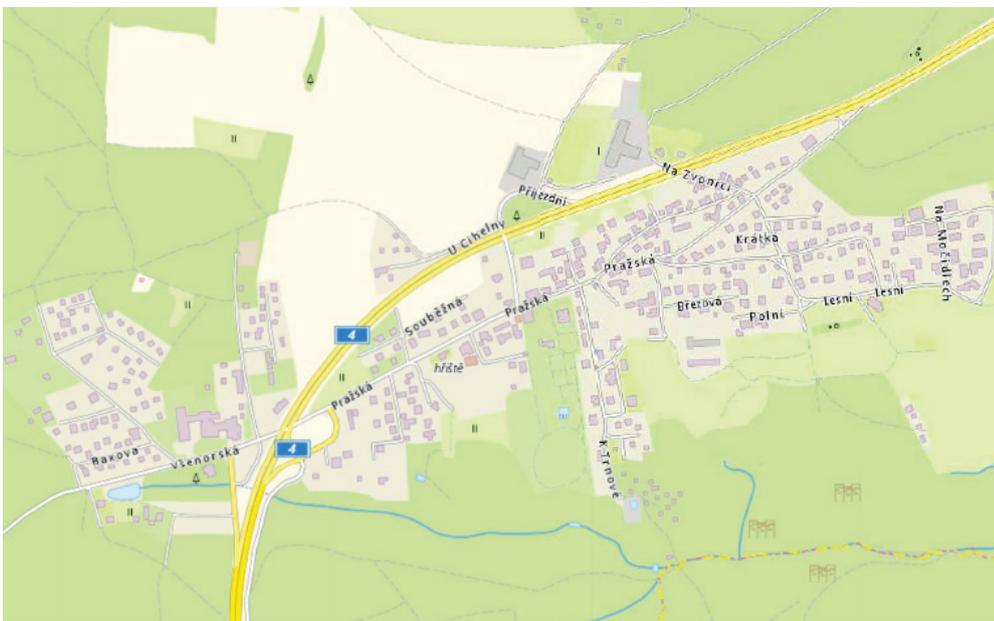 Na Zvonici
Příjezdní
U Cihelny
Na Močidlech
Krátká
Pražská
Lesní
Lesní
Březová
Polní
Pražská
Souběžná
4
hřiště
Pražská
4
K Trnové
Baxova
Všenorská